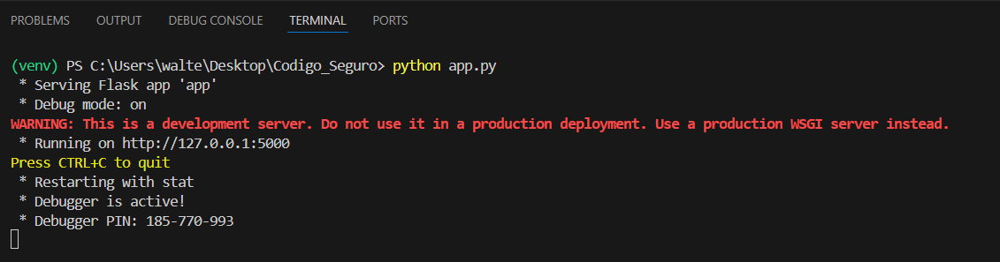 PROBLEMS OUTPUT DEBUG CONSOLE TERMINAL PORTS
(venv) PS C:\Users\walte\Desktop\Codigo_Seguro> python app.py
 * Serving Flask app 'app'
 * Debug mode: on
WARNING: This is a development server. Do not use it in a production deployment. Use a production WSGI server instead.
 * Running on http://127.0.0.1:5000
Press CTRL+C to quit
 * Restarting with stat
 * Debugger is active!
 * Debugger PIN: 185-770-993